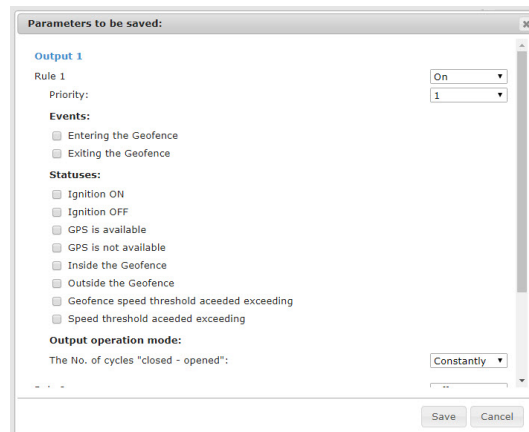 Parameters to be saved:
Output 1
Rule 1 On
Priority: 1
Events:
Entering the Geofence
Exiting the Geofence
Statuses:
Ignition ON
Ignition OFF
GPS is available
GPS is not available
Inside the Geofence
Outside the Geofence
Geofence speed threshold aceeded exceeding
Speed threshold aceeded exceeding
Output operation mode:
The No. of cycles "closed - opened": Constantly
Save Cancel